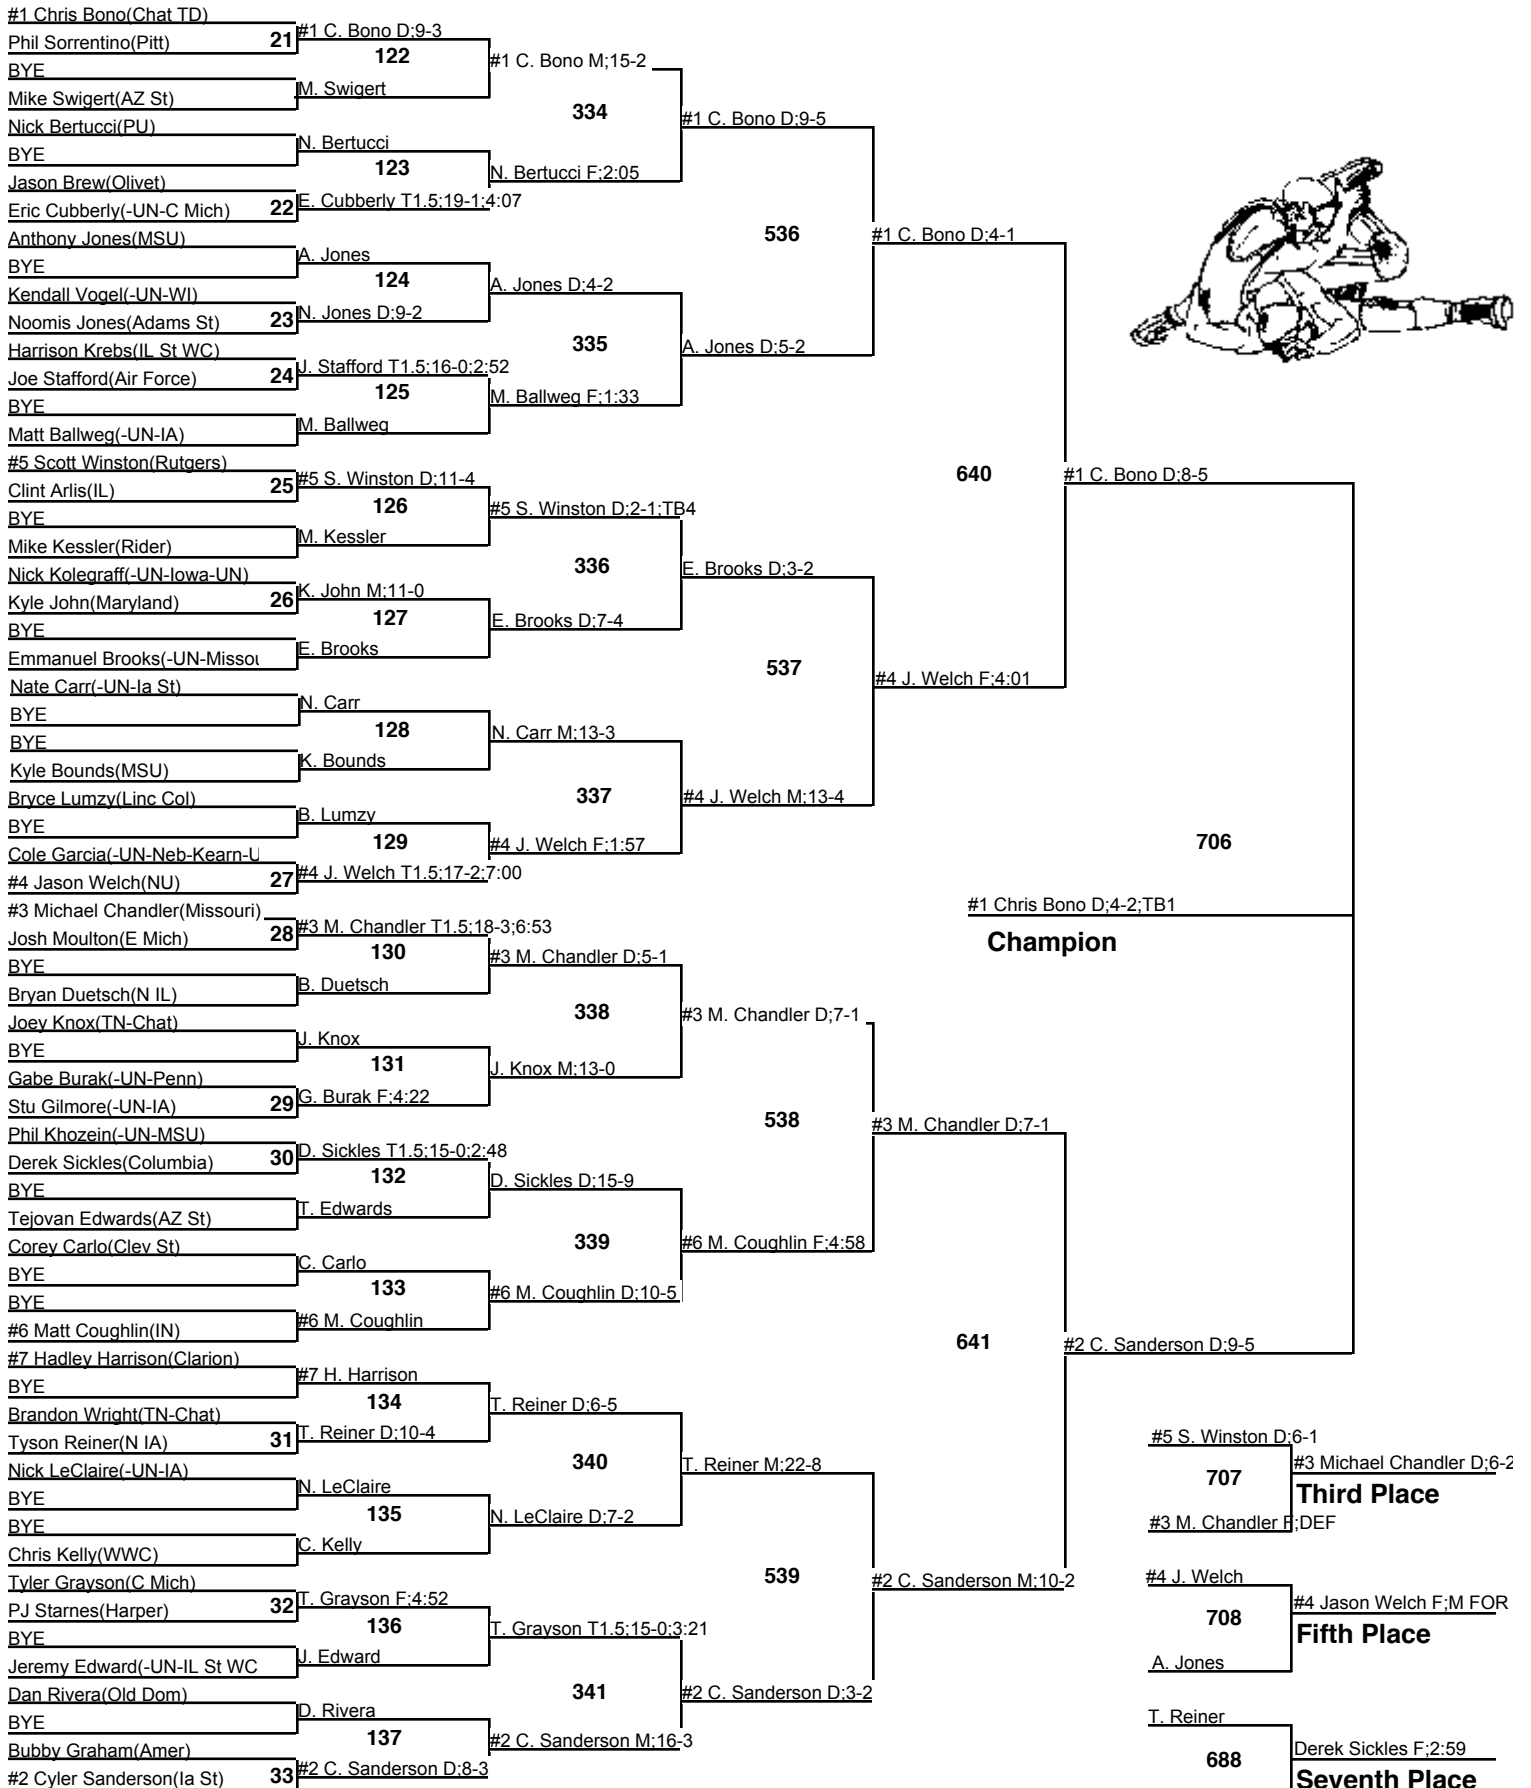 #1 Chris Bono(Chat TD)
Phil Sorrentino(Pitt)
21
#1 C. Bono D;9-3
BYE
122
#1 C. Bono M;15-2
Mike Swigert(AZ St)
M. Swigert
334
#1 C. Bono D;9-5
Nick Bertucci(PU)
BYE
N. Bertucci
123
N. Bertucci F;2:05
Jason Brew(Olivet)
Eric Cubberly(-UN-C Mich)
22
E. Cubberly T1.5;19-1;4:07
536
#1 C. Bono D;4-1
Anthony Jones(MSU)
BYE
A. Jones
124
A. Jones D;4-2
Kendall Vogel(-UN-WI)
Noomis Jones(Adams St)
23
N. Jones D;9-2
335
A. Jones D;5-2
Harrison Krebs(IL St WC)
Joe Stafford(Air Force)
24
J. Stafford T1.5;16-0;2:52
125
M. Ballweg F;1:33
BYE
Matt Ballweg(-UN-IA)
M. Ballweg
640
#1 C. Bono D;8-5
#5 Scott Winston(Rutgers)
Clint Arlis(IL)
25
#5 S. Winston D;11-4
126
#5 S. Winston D;2-1;TB4
BYE
Mike Kessler(Rider)
M. Kessler
336
E. Brooks D;3-2
Nick Kolegraff(-UN-Iowa-UN)
Kyle John(Maryland)
26
K. John M;11-0
127
E. Brooks D;7-4
BYE
Emmanuel Brooks(-UN-Missou
E. Brooks
537
#4 J. Welch F;4:01
Nate Carr(-UN-Ia St)
BYE
N. Carr
128
N. Carr M;13-3
BYE
Kyle Bounds(MSU)
K. Bounds
337
#4 J. Welch M;13-4
Bryce Lumzy(Linc Col)
BYE
B. Lumzy
129
#4 J. Welch F;1:57
Cole Garcia(-UN-Neb-Kearn-U
#4 Jason Welch(NU)
27
#4 J. Welch T1.5;17-2;7:00
706
#1 Chris Bono D;4-2;TB1
Champion
#3 Michael Chandler(Missouri)
Josh Moulton(E Mich)
28
#3 M. Chandler T1.5;18-3;6:53
130
#3 M. Chandler D;5-1
BYE
Bryan Duetsch(N IL)
B. Duetsch
338
#3 M. Chandler D;7-1
Joey Knox(TN-Chat)
BYE
J. Knox
131
J. Knox M;13-0
Gabe Burak(-UN-Penn)
Stu Gilmore(-UN-IA)
29
G. Burak F;4:22
538
#3 M. Chandler D;7-1
Phil Khozein(-UN-MSU)
Derek Sickles(Columbia)
30
D. Sickles T1.5;15-0;2:48
132
D. Sickles D;15-9
BYE
Tejovan Edwards(AZ St)
T. Edwards
339
#6 M. Coughlin F;4:58
Corey Carlo(Clev St)
BYE
C. Carlo
133
#6 M. Coughlin D;10-5
BYE
#6 Matt Coughlin(IN)
#6 M. Coughlin
641
#2 C. Sanderson D;9-5
#7 Hadley Harrison(Clarion)
BYE
#7 H. Harrison
134
T. Reiner D;6-5
Brandon Wright(TN-Chat)
Tyson Reiner(N IA)
31
T. Reiner D;10-4
340
T. Reiner M;22-8
Nick LeClaire(-UN-IA)
BYE
N. LeClaire
135
N. LeClaire D;7-2
BYE
Chris Kelly(WWC)
C. Kelly
539
#2 C. Sanderson M;10-2
Tyler Grayson(C Mich)
PJ Starnes(Harper)
32
T. Grayson F;4:52
136
T. Grayson T1.5;15-0;3:21
BYE
Jeremy Edward(-UN-IL St WC
J. Edward
341
#2 C. Sanderson D;3-2
Dan Rivera(Old Dom)
BYE
D. Rivera
137
#2 C. Sanderson M;16-3
Bubby Graham(Amer)
#2 Cyler Sanderson(Ia St)
33
#2 C. Sanderson D;8-3
#5 S. Winston D;6-1
707
#3 Michael Chandler D;6-2
Third Place
#3 M. Chandler F;DEF
#4 J. Welch
708
#4 Jason Welch F;M FOR
Fifth Place
A. Jones
T. Reiner
688
Derek Sickles F;2:59
Seventh Place